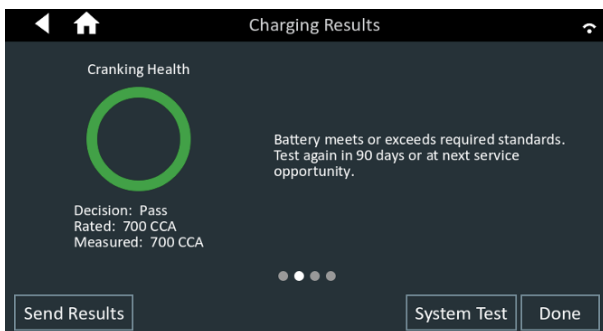 Charging Results
Cranking Health
Battery meets or exceeds required standards.
Test again in 90 days or at next service
opportunity.
Decision: Pass
Rated: 700 CCA
Measured: 700 CCA
Send Results
System Test
Done